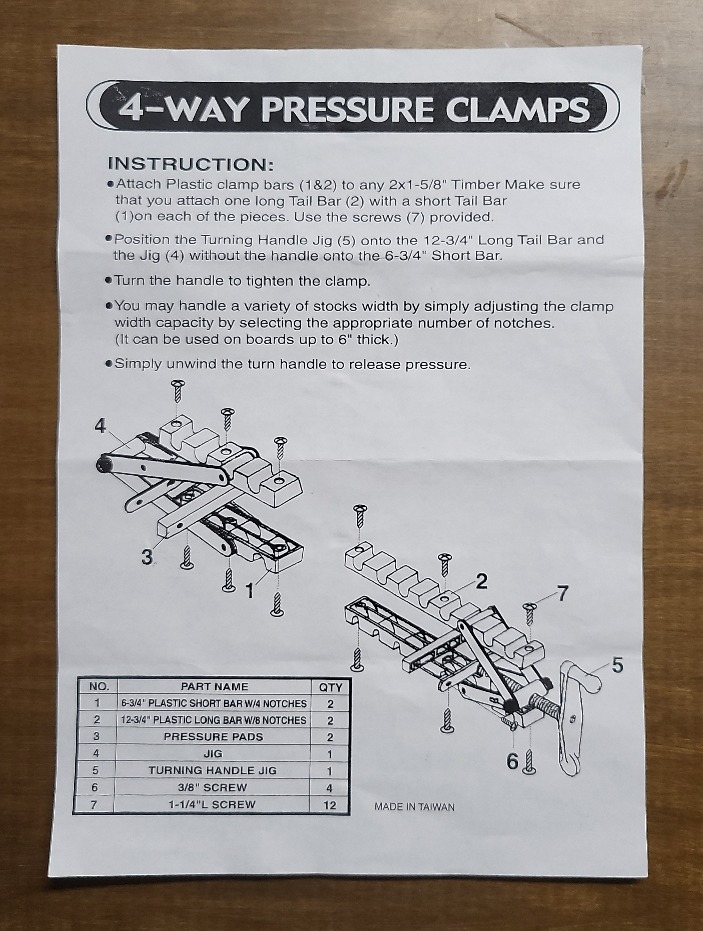 4-WAY PRESSURE CLAMPS
INSTRUCTION:
•Attach Plastic clamp bars (1&2) to any 2x1-5/8" Timber Make sure
that you attach one long Tail Bar (2) with a short Tail Bar
(1)on each of the pieces. Use the screws (7) provided.
•Position the Turning Handle Jig (5) onto the 12-3/4" Long Tail Bar and
the Jig (4) without the handle onto the 6-3/4" Short Bar.
•Turn the handle to tighten the clamp.
•You may handle a variety of stocks width by simply adjusting the clamp
width capacity by selecting the appropriate number of notches.
(It can be used on boards up to 6" thick.)
•Simply unwind the turn handle to release pressure.
4
3
1
2
7
5
6
NO. PART NAME QTY
1 6-3/4" PLASTIC SHORT BAR W/4 NOTCHES 2
2 12-3/4" PLASTIC LONG BAR W/8 NOTCHES 2
3 PRESSURE PADS 2
4 JIG 1
5 TURNING HANDLE JIG 1
6 3/8" SCREW 4
7 1-1/4"L SCREW 12
MADE IN TAIWAN